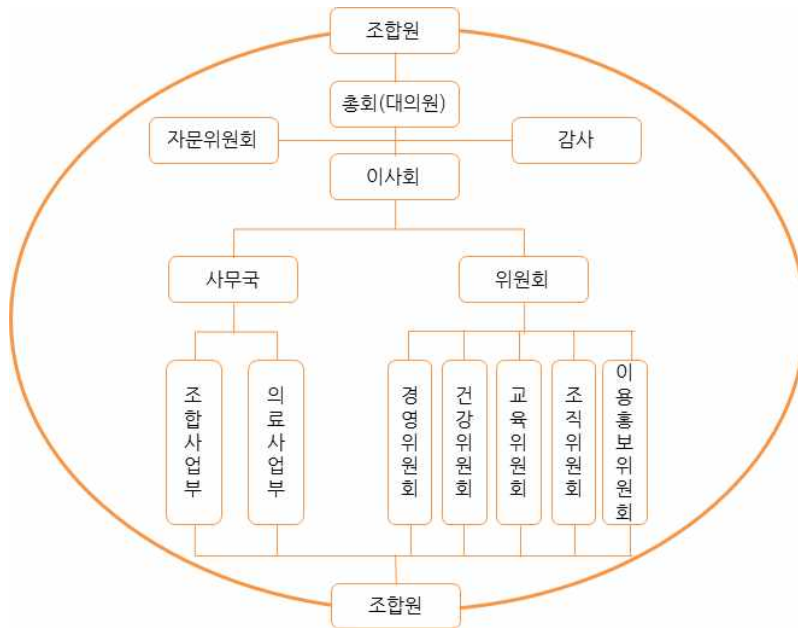 조합원
총회(대의원)
자문위원회
감사
이사회
사무국
위원회
조합사업부
의료사업부
경영위원회
건강위원회
교육위원회
조직위원회
이용홍보위원회
조합원